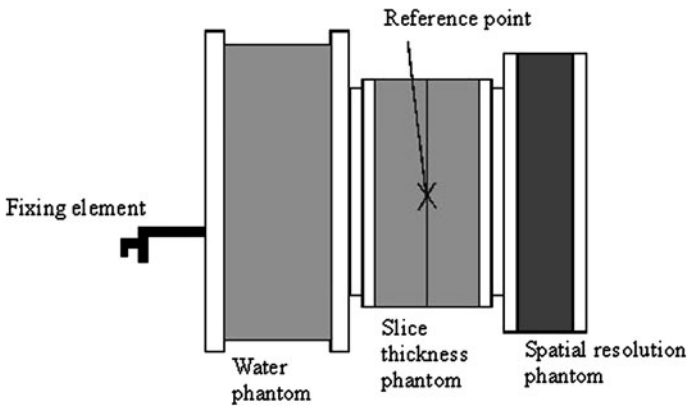 Reference point
Fixing element
Water
phantom
Slice
thickness
phantom
Spatial resolution
phantom